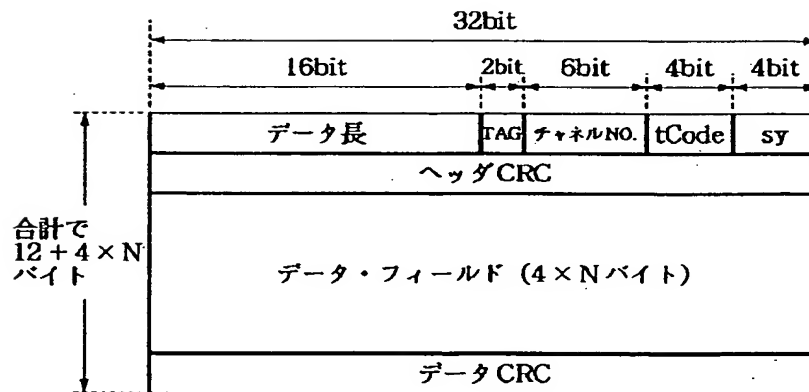 32bit
16bit
2bit
6bit
4bit
4bit
データ長
TAG
チャネルNO.
tCode
sy
ヘッダCRC
合計で
12+4×N
バイト
データ・フィールド (4×Nバイト)
データCRC